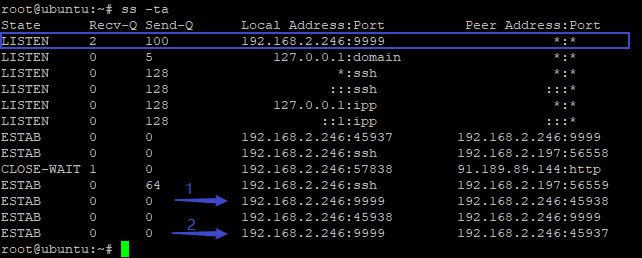 root@ubuntu:~# ss -ta
State Recv-Q Send-Q Local Address:Port Peer Address:Port
LISTEN 2 100 192.168.2.246:9999 *:*
LISTEN 0 5 127.0.0.1:domain *:*
LISTEN 0 128 *:ssh *:*
LISTEN 0 128 :::ssh :::*
LISTEN 0 128 127.0.0.1:ipp *:*
LISTEN 0 128 ::1:ipp :::*
ESTAB 0 0 192.168.2.246:45937 192.168.2.246:9999
ESTAB 0 0 192.168.2.246:ssh 192.168.2.197:56558
CLOSE-WAIT 1 0 192.168.2.246:57838 91.189.89.144:http
ESTAB 0 64 192.168.2.246:ssh 192.168.2.197:56559
ESTAB 0 0 1 192.168.2.246:9999 192.168.2.246:45938
ESTAB 0 0 192.168.2.246:45938 192.168.2.246:9999
ESTAB 0 0 2 192.168.2.246:9999 192.168.2.246:45937
root@ubuntu:~#